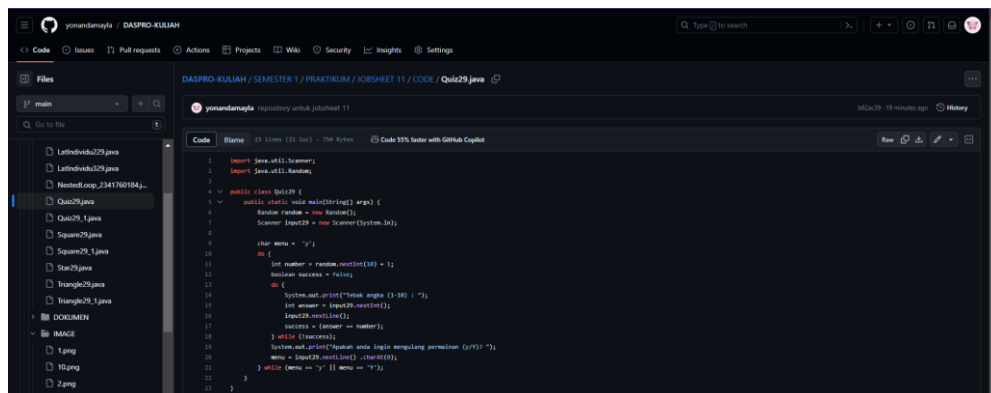 yonandamayla / DASPRO-KULIAH
Type / to search
Code Issues Pull requests Actions Projects Wiki Security Insights Settings
Files
main
Go to file
t
LatIndividu229.java
LatIndividu329.java
NestedLoop_2341760184.j...
Quiz29.java
Quiz29_1.java
Square29.java
Square29_1.java
Star29.java
Triangle29.java
Triangle29_1.java
DOKUMEN
IMAGE
1.png
10.png
2.png
DASPRO-KULIAH / SEMESTER 1 / PRAKTIKUM / JOBSHEET 11 / CODE / Quiz29.java
yonandamayla repository untuk jobsheet 11
b82ac39 · 19 minutes ago History
Code Blame 23 lines (21 loc) · 754 Bytes Code 55% faster with GitHub Copilot
Raw
1 import java.util.Scanner;
2 import java.util.Random;
3
4 public class Quiz29 {
5 public static void main(String[] args) {
6 Random random = new Random();
7 Scanner input29 = new Scanner(System.in);
8
9 char menu = 'y';
10 do {
11 int number = random.nextInt(10) + 1;
12 boolean success = false;
13 do {
14 System.out.print("Tebak angka (1-10) : ");
15 int answer = input29.nextInt();
16 input29.nextLine();
17 success = (answer == number);
18 } while (!success);
19 System.out.print("Apakah anda ingin mengulang permainan (y/Y)? ");
20 menu = input29.nextLine() .charAt(0);
21 } while (menu == 'y' || menu == 'Y');
22 }
23 }